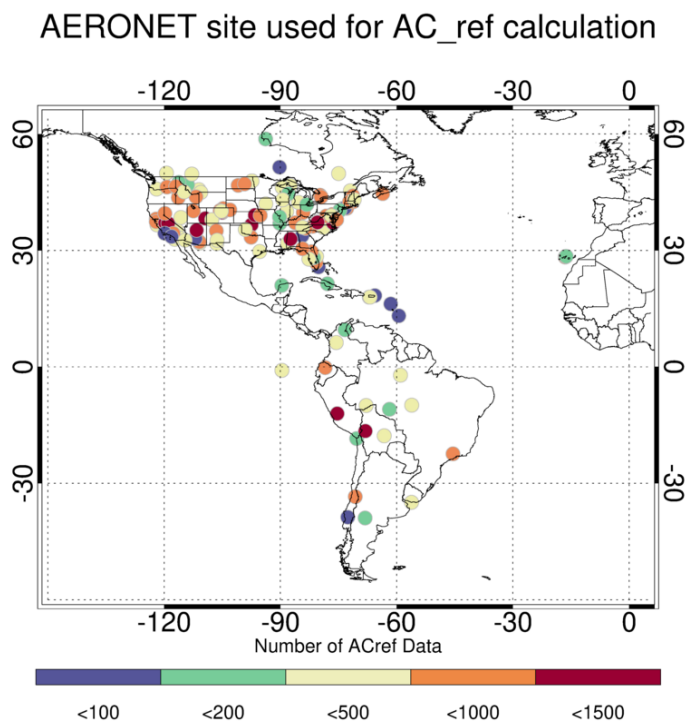 AERONET site used for AC_ref calculation
-120 -90 -60 -30 0
60 60
30 30
0 0
-30 -30
-120 -90 -60 -30 0
Number of ACref Data
<100 <200 <500 <1000 <1500